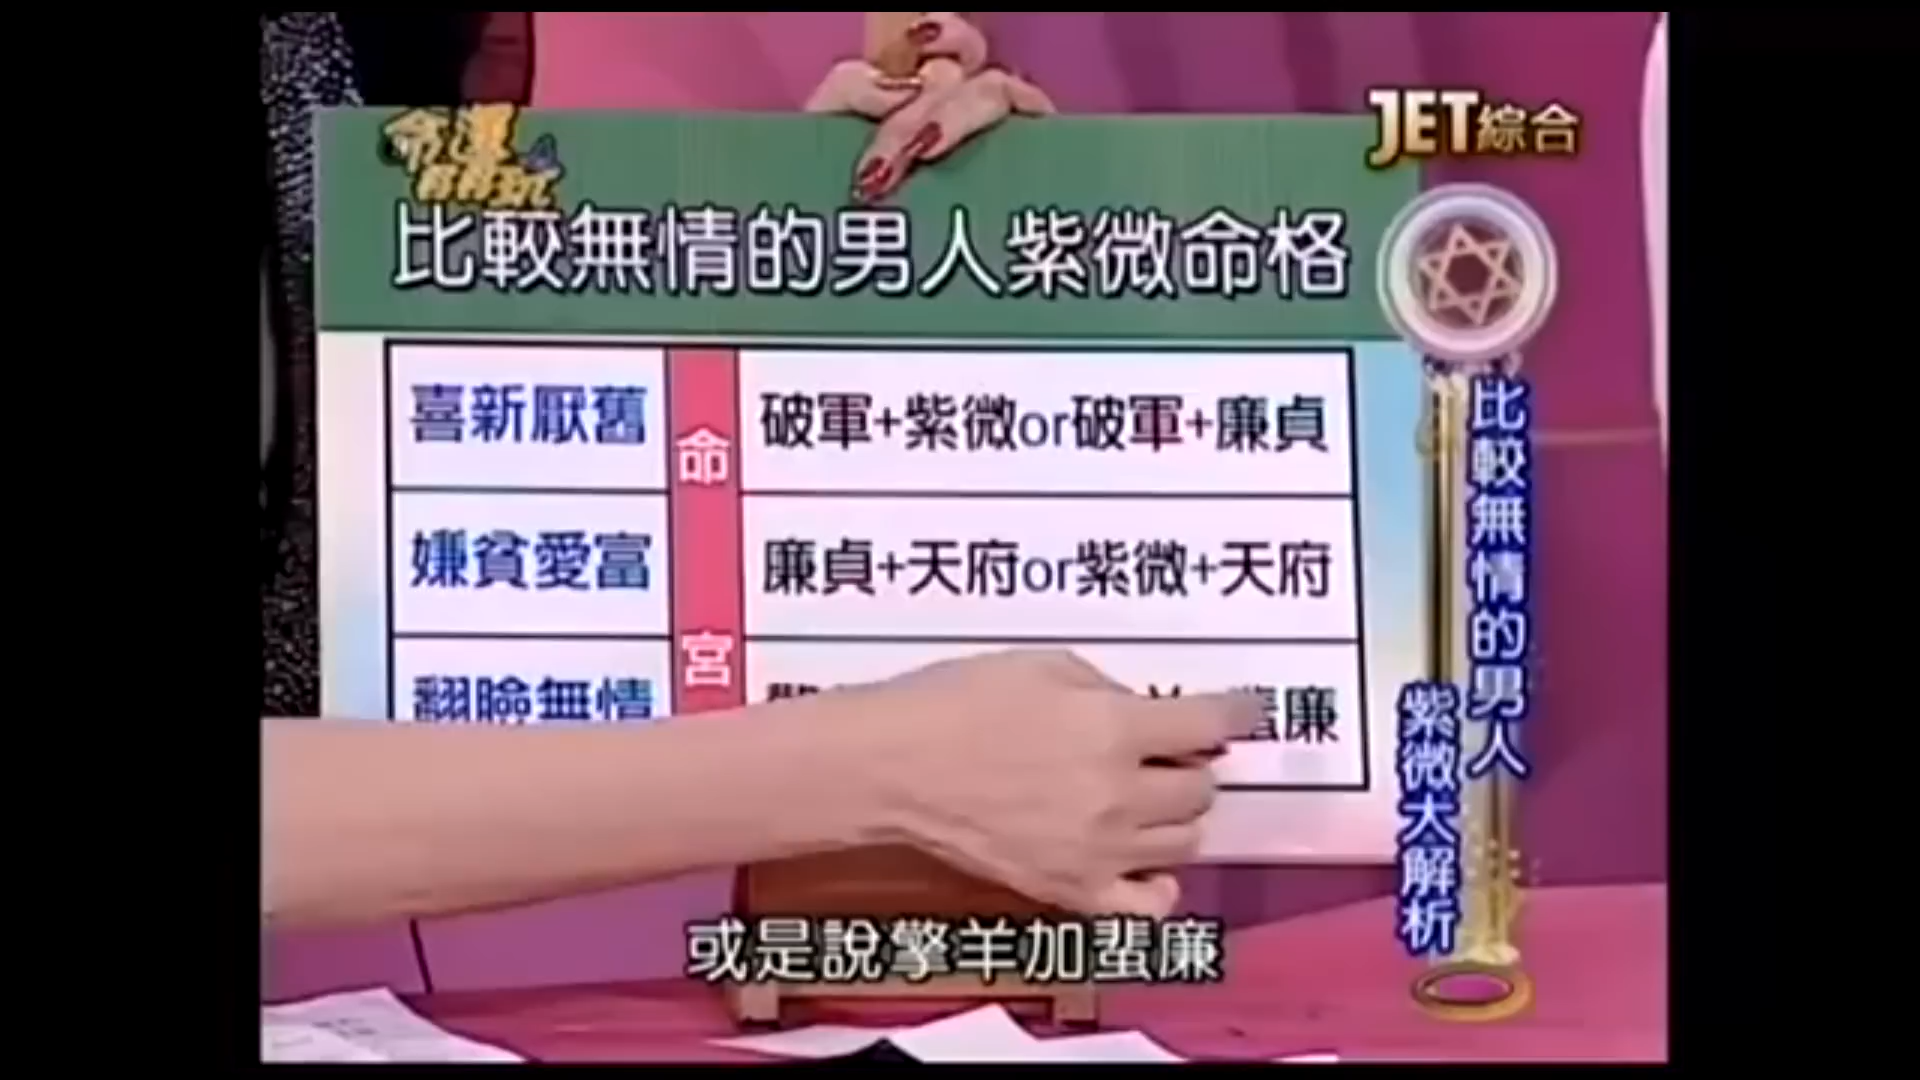 命運好好玩
JET綜合
比較無情的男人紫微命格
喜新厭舊
命宮
破軍+紫微or破軍+廉貞
嫌貧愛富
廉貞+天府or紫微+天府
翻臉無情
蜚廉
比較無情的男人
紫微大解析
或是說擎羊加蜚廉